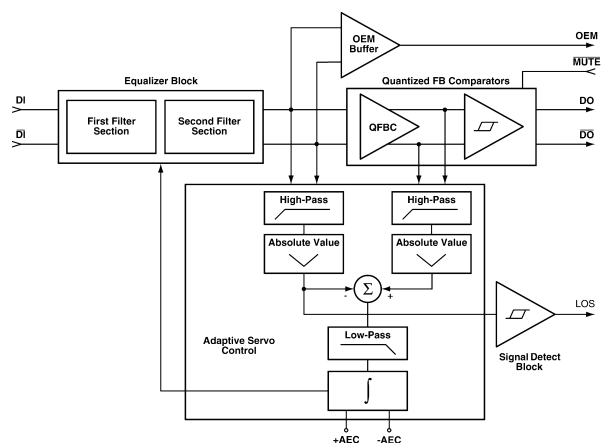 OEM
Buffer
OEM
MUTE
Equalizer Block
Quantized FB Comparators
DI
First Filter
Section
Second Filter
Section
QFBC
DO
DI
DO
High-Pass
High-Pass
Absolute Value
Absolute Value
Σ
- +
LOS
Adaptive Servo
Control
Low-Pass
Signal Detect
Block
∫
+AEC -AEC